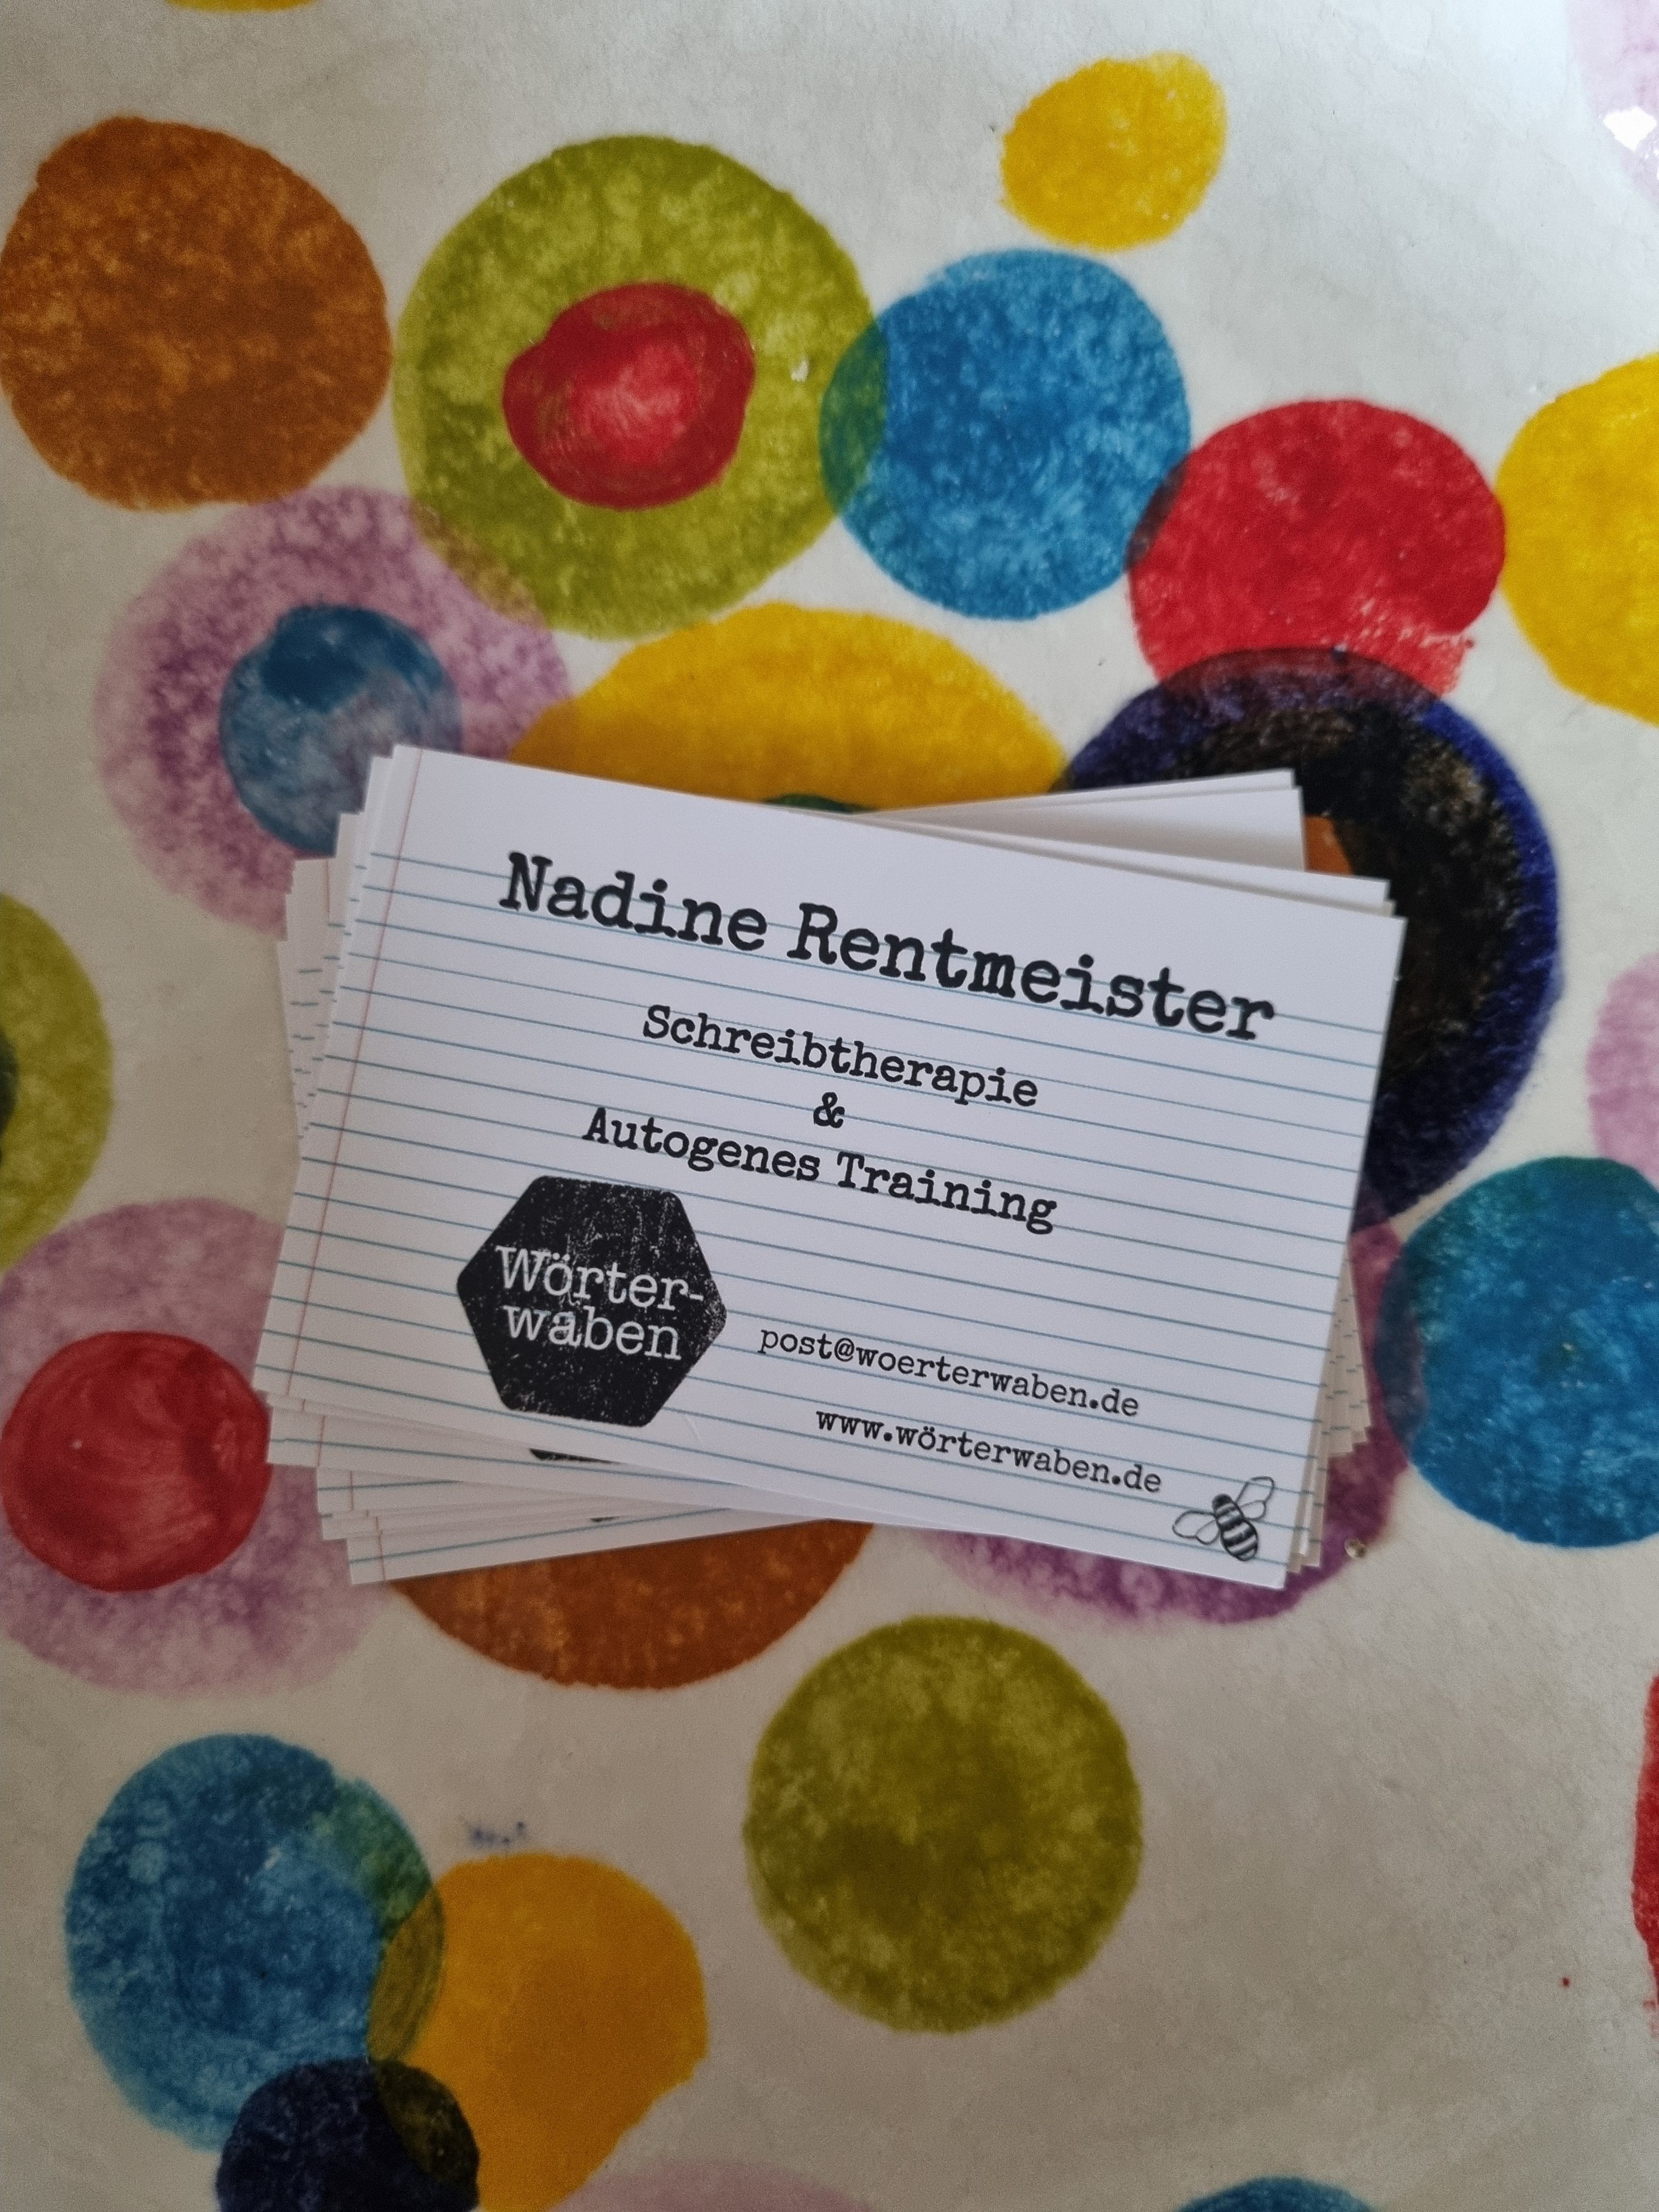 Nadine Rentmeister
Schreibtherapie
&
Autogenes Training
Wörter-
waben
post@woerterwaben.de
www.wörterwaben.de